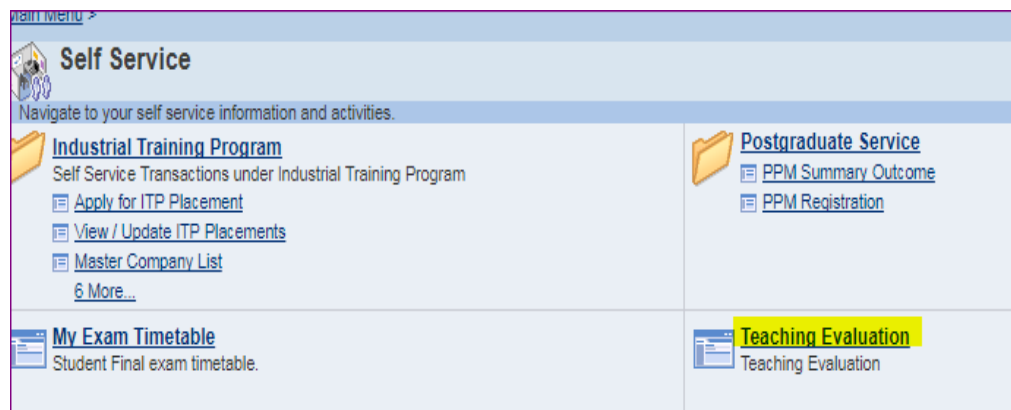 Main Menu >
Self Service
Navigate to your self service information and activities.
Industrial Training Program
Self Service Transactions under Industrial Training Program
Apply for ITP Placement
View / Update ITP Placements
Master Company List
6 More...
Postgraduate Service
PPM Summary Outcome
PPM Registration
My Exam Timetable
Student Final exam timetable.
Teaching Evaluation
Teaching Evaluation